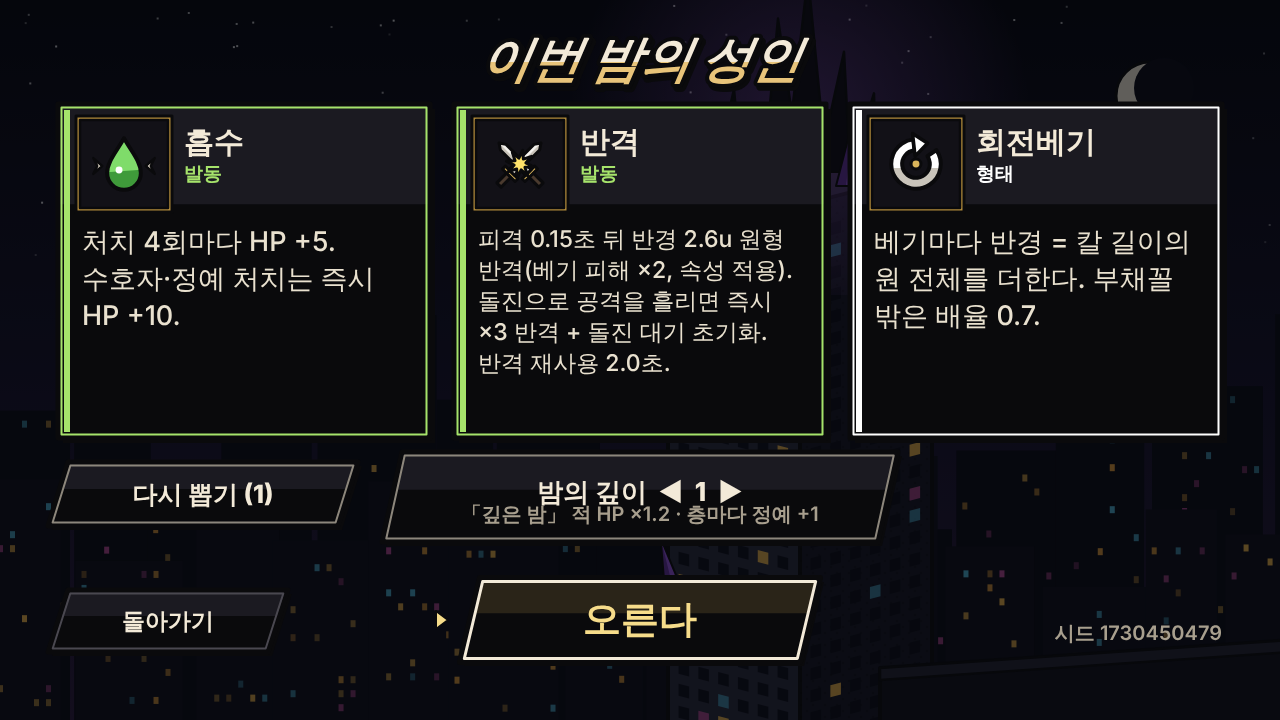 이번 밤의 성인
흡수
발동
처치 4회마다 HP +5.
수호자·정예 처치는 즉시
HP +10.
반격
발동
피격 0.15초 뒤 반경 2.6u 원형
반격(베기 피해 ×2, 속성 적용).
돌진으로 공격을 흘리면 즉시
×3 반격 + 돌진 대기 초기화.
반격 재사용 2.0초.
회전베기
형태
베기마다 반경 = 칼 길이의
원 전체를 더한다. 부채꼴
밖은 배율 0.7.
다시 뽑기 (1)
밤의 깊이 ◀ 1 ▶
「깊은 밤」 적 HP ×1.2 · 층마다 정예 +1
돌아가기
오른다
시드 1730450479